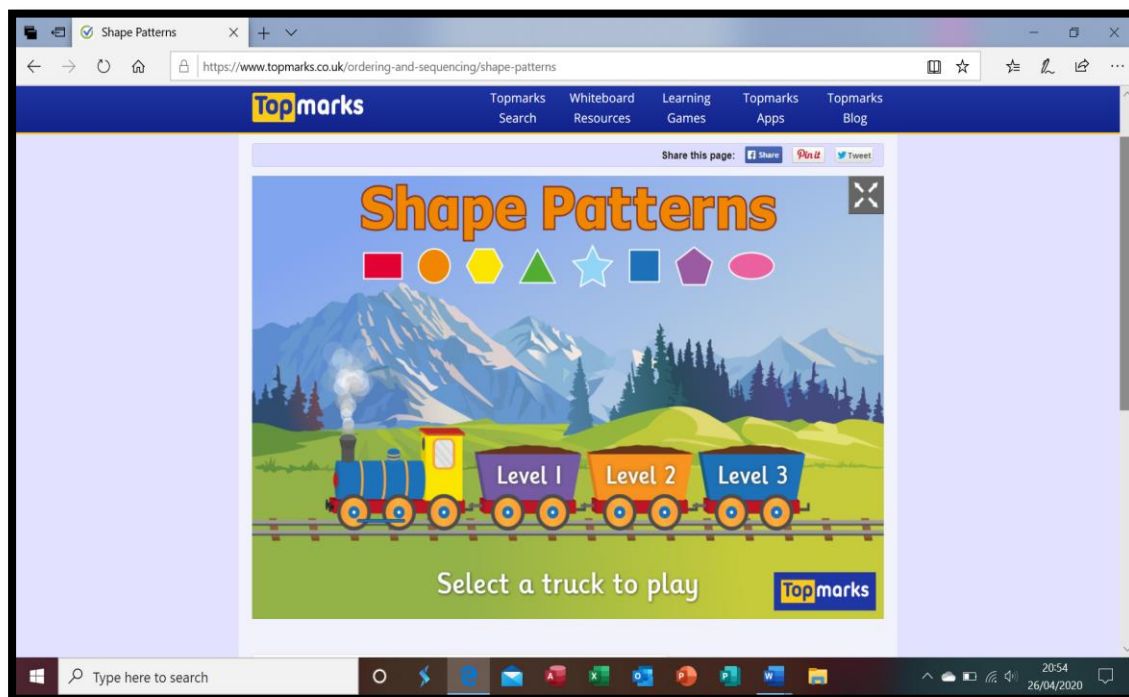 Shape Patterns
https://www.topmarks.co.uk/ordering-and-sequencing/shape-patterns
Topmarks
Topmarks Search
Whiteboard Resources
Learning Games
Topmarks Apps
Topmarks Blog
Share this page: Share Pin it Tweet
Shape Patterns
Level 1 Level 2 Level 3
Select a truck to play
Topmarks
Type here to search
20:54
26/04/2020